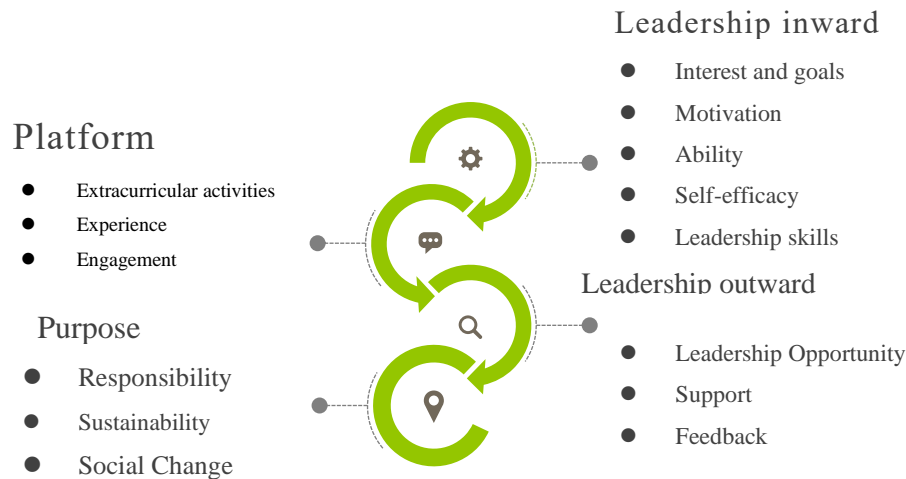 Leadership inward
● Interest and goals
● Motivation
● Ability
● Self-efficacy
● Leadership skills
Platform
● Extracurricular activities
● Experience
● Engagement
Leadership outward
● Leadership Opportunity
● Support
● Feedback
Purpose
● Responsibility
● Sustainability
● Social Change